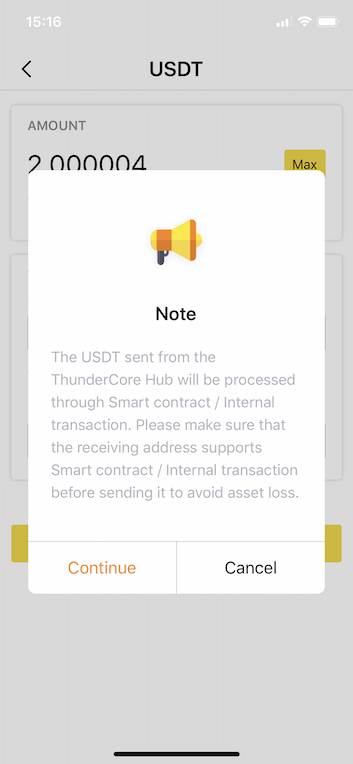 15:16
USDT
AMOUNT
2.000004
Max
Note
The USDT sent from the
ThunderCore Hub will be processed
through Smart contract / Internal
transaction. Please make sure that
the receiving address supports
Smart contract / Internal transaction
before sending it to avoid asset loss.
Continue
Cancel